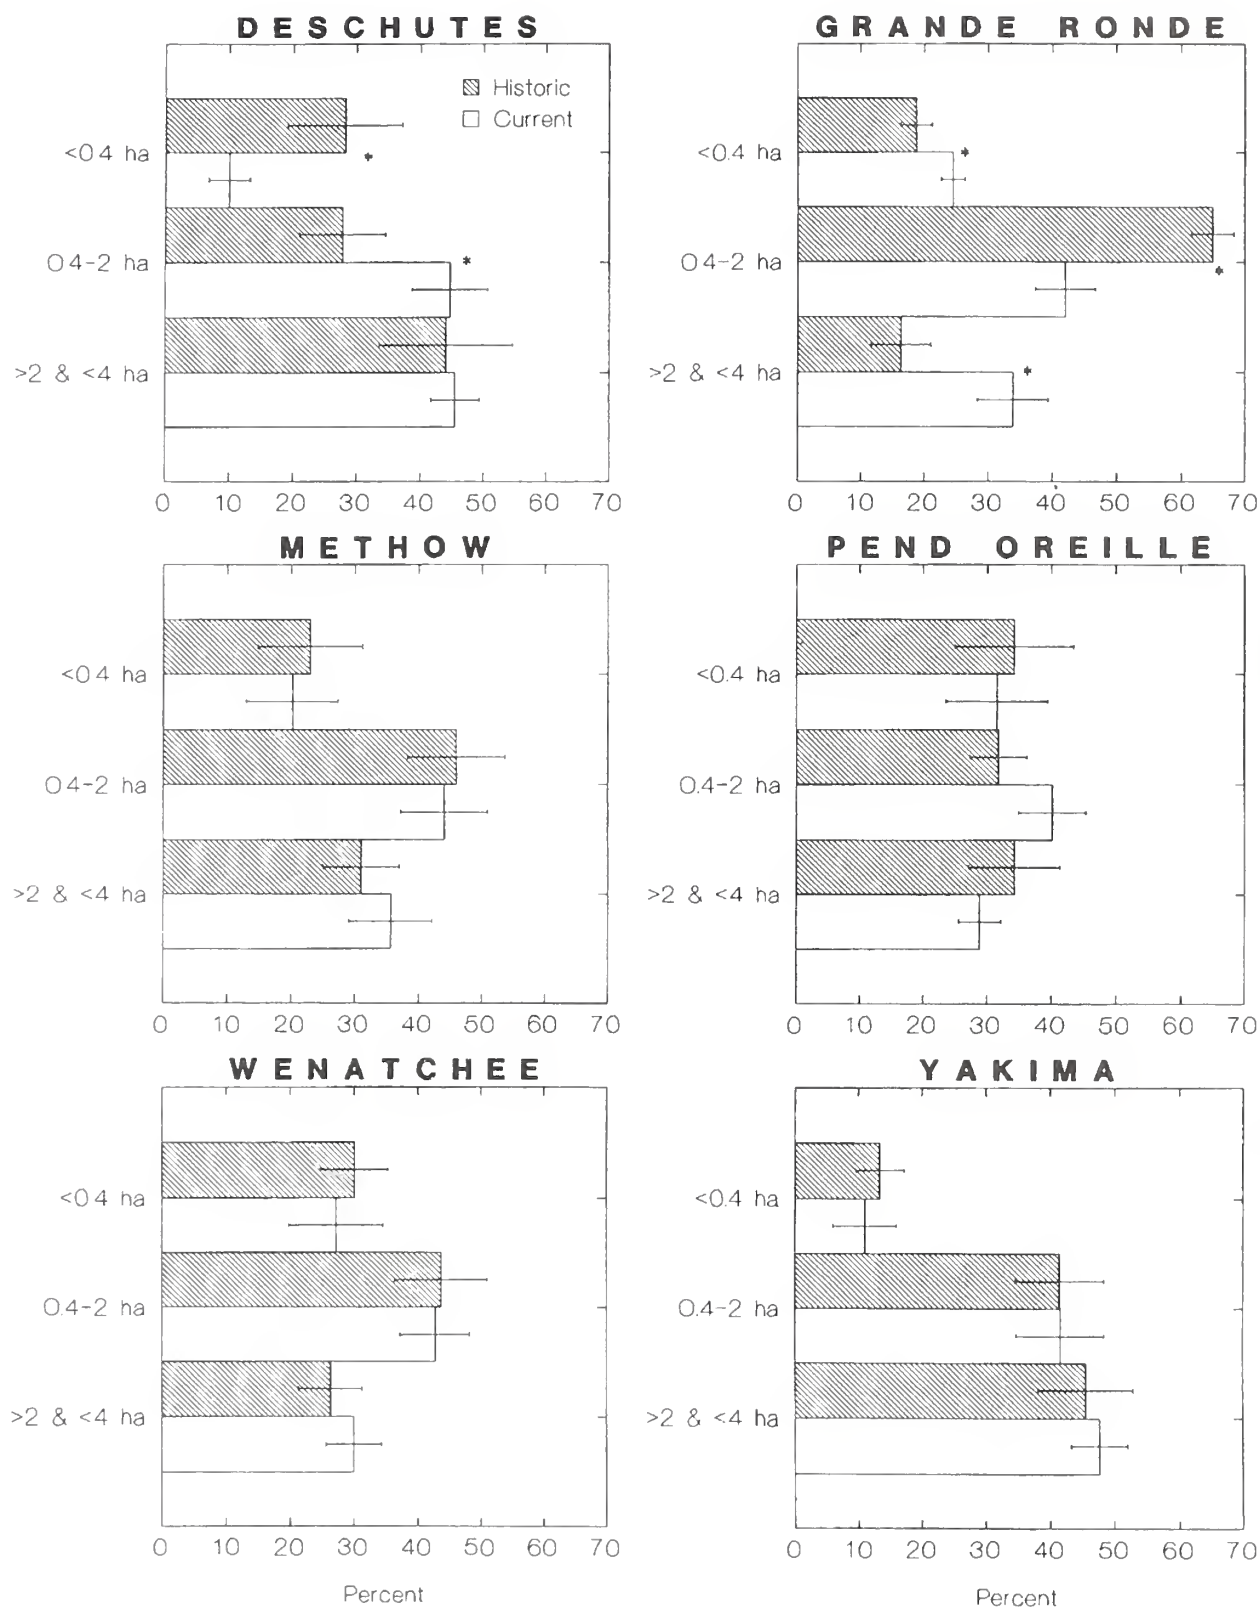 DESCHUTES
Historic
Current
<0.4 ha
0.4-2 ha
>2 & <4 ha
0 10 20 30 40 50 60 70
GRANDE RONDE
<0.4 ha
0.4-2 ha
>2 & <4 ha
0 10 20 30 40 50 60 70
METHOW
<0.4 ha
0.4-2 ha
>2 & <4 ha
0 10 20 30 40 50 60 70
PEND OREILLE
<0.4 ha
0.4-2 ha
>2 & <4 ha
0 10 20 30 40 50 60 70
WENATCHEE
<0.4 ha
0.4-2 ha
>2 & <4 ha
0 10 20 30 40 50 60 70
Percent
YAKIMA
<0.4 ha
0.4-2 ha
>2 & <4 ha
0 10 20 30 40 50 60 70
Percent